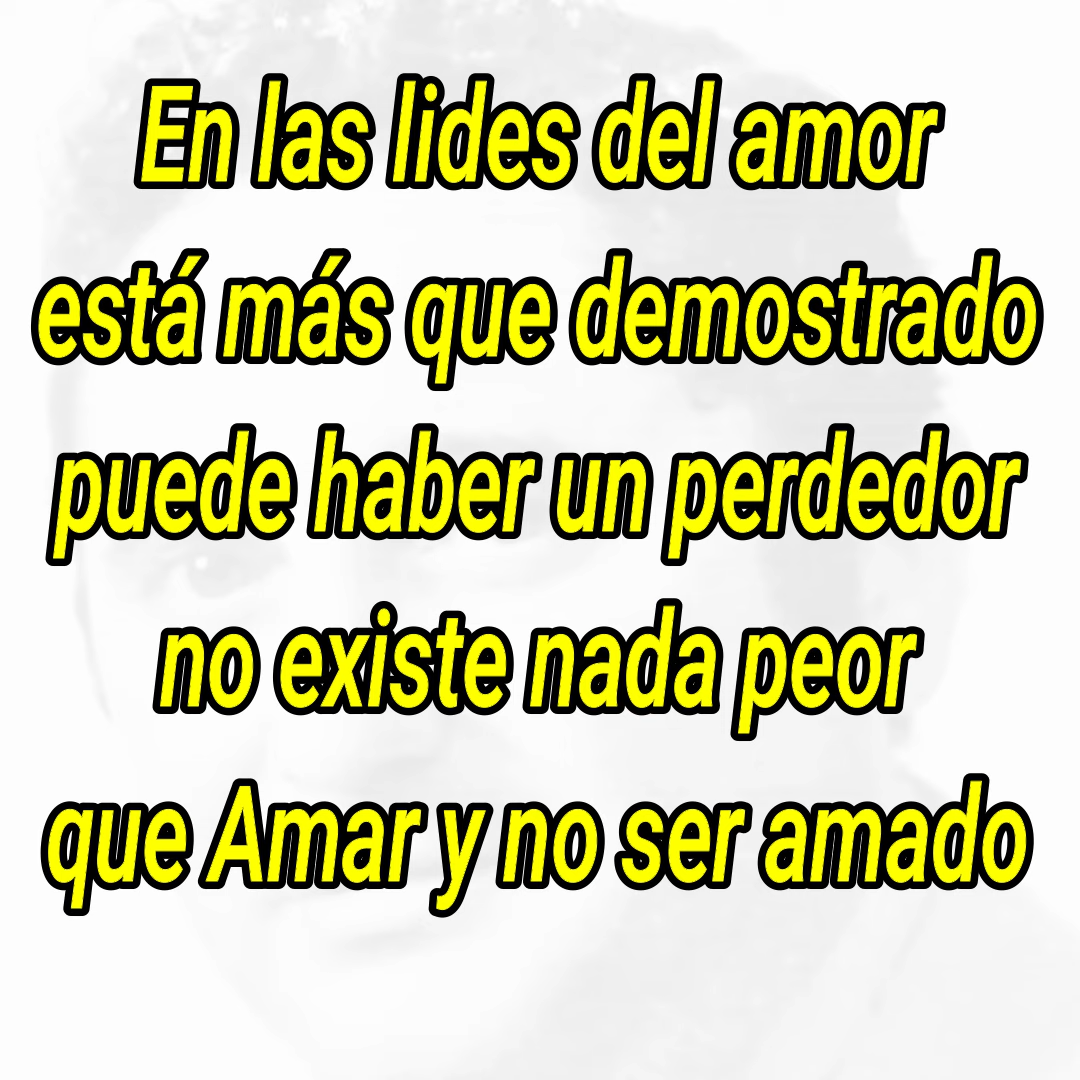 En las lides del amor
está más que demostrado
puede haber un perdedor
no existe nada peor
que Amar y no ser amado